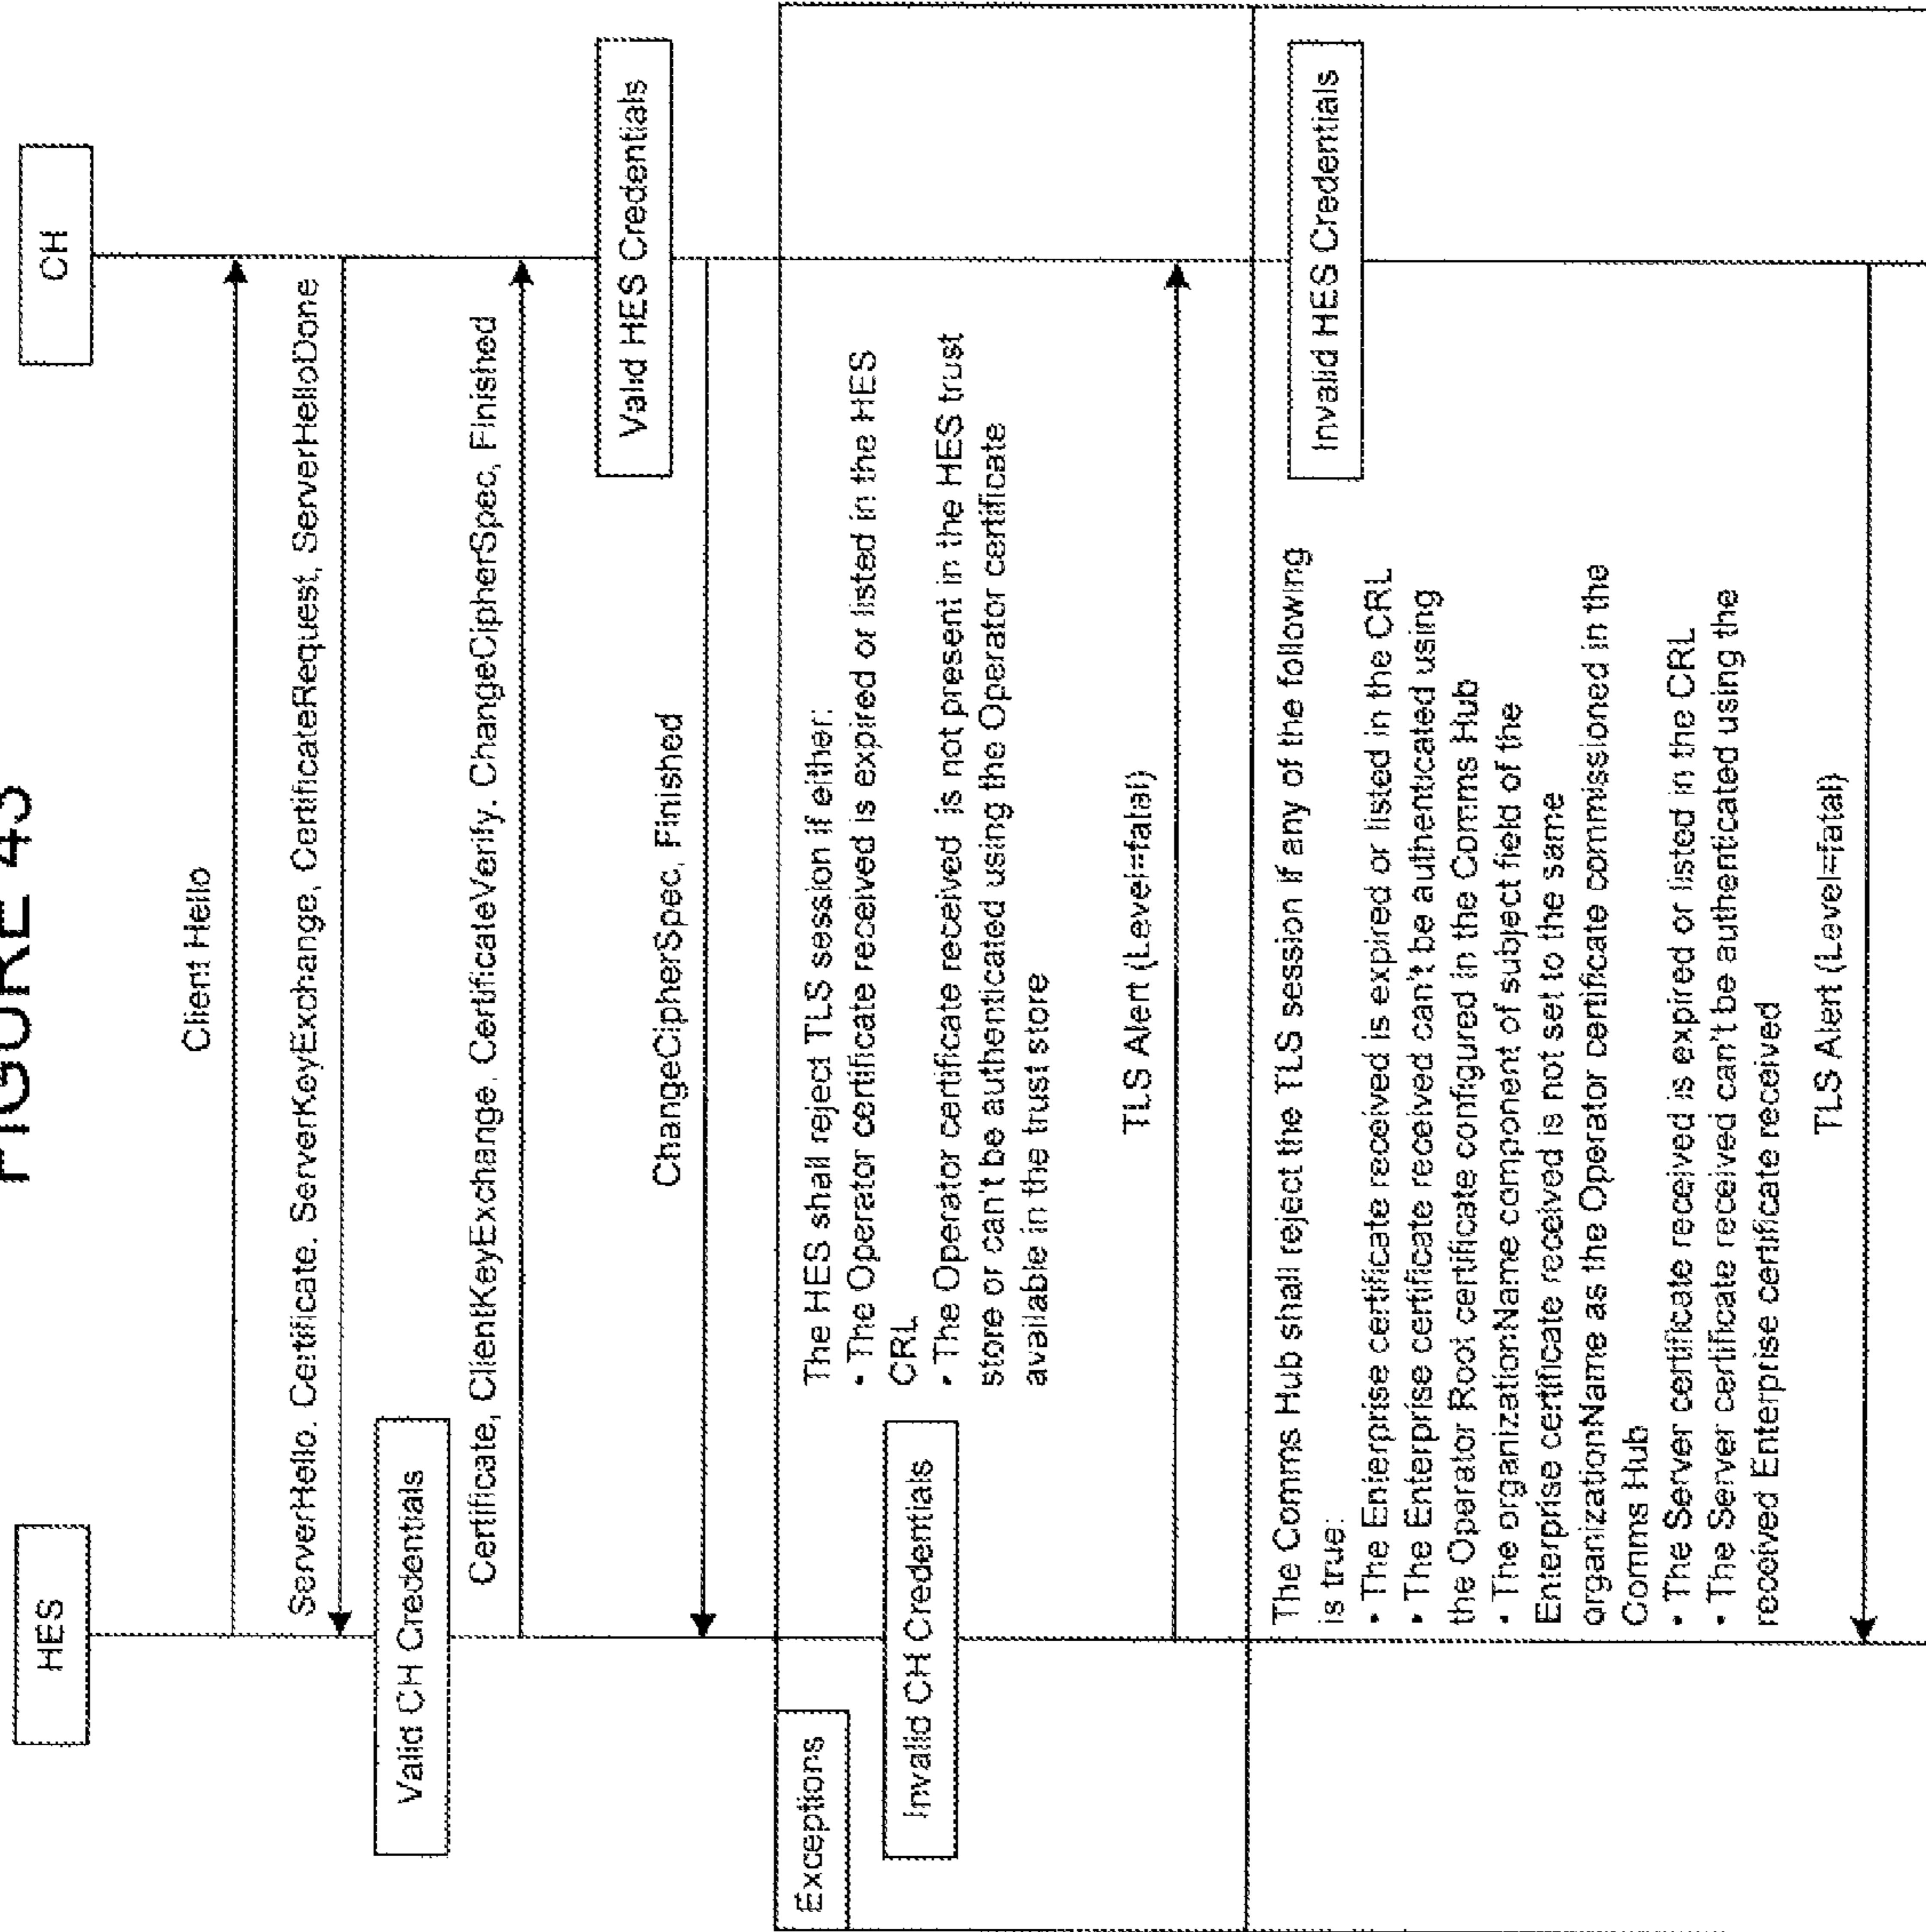 FIGURE 43
HES
CH
Client Hello
ServerHello. Certificate. ServerKeyExchange, CertificateRequest, ServerHelloDone
Valid CH Credentials
Certificate, ClientKeyExchange. CertificateVerify. ChangeCipherSpec, Finished
Valid HES Credentials
ChangeCipherSpec, Finished
Exceptions
The HES shall reject TLS session if either:
• The Operator certificate received is expired or listed in the HES
CRL
• The Operator certificate received is not present in the HES trust
store or can't be authenticated using the Operator certificate
available in the trust store
Invalid CH Credentials
TLS Alert (Level=fatal)
Invalid HES Credentials
The Comms Hub shall reject the TLS session if any of the following
is true:
• The Enterprise certificate received is expired or listed in the CRL
• The Enterprise certificate received can't be authenticated using
the Operator Root certificate configured in the Comms Hub
• The organizationName component of subject field of the
Enterprise certificate received is not set to the same
organizationName as the Operator certificate commissioned in the
Comms Hub
• The Server certificate received is expired or listed in the CRL
• The Server certificate received can't be authenticated using the
received Enterprise certificate received
TLS Alert (Level=fatal)